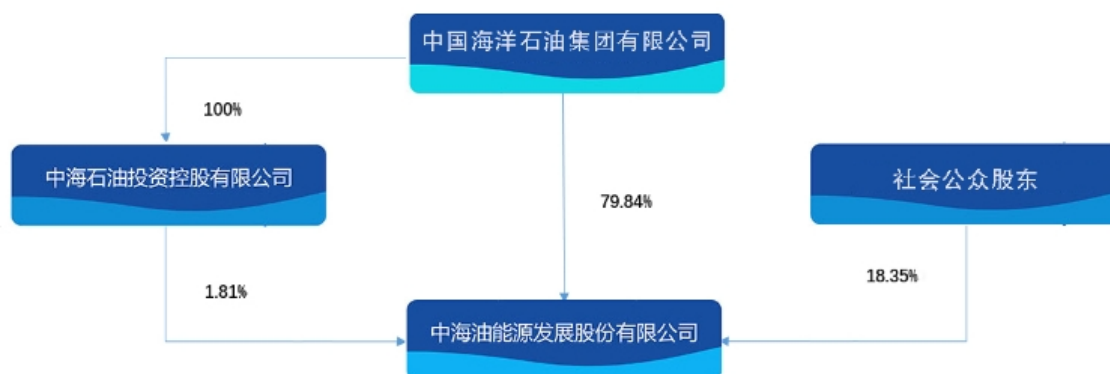 中国海洋石油集团有限公司
100%
中海石油投资控股有限公司
79.84%
社会公众股东
1.81%
18.35%
中海油能源发展股份有限公司